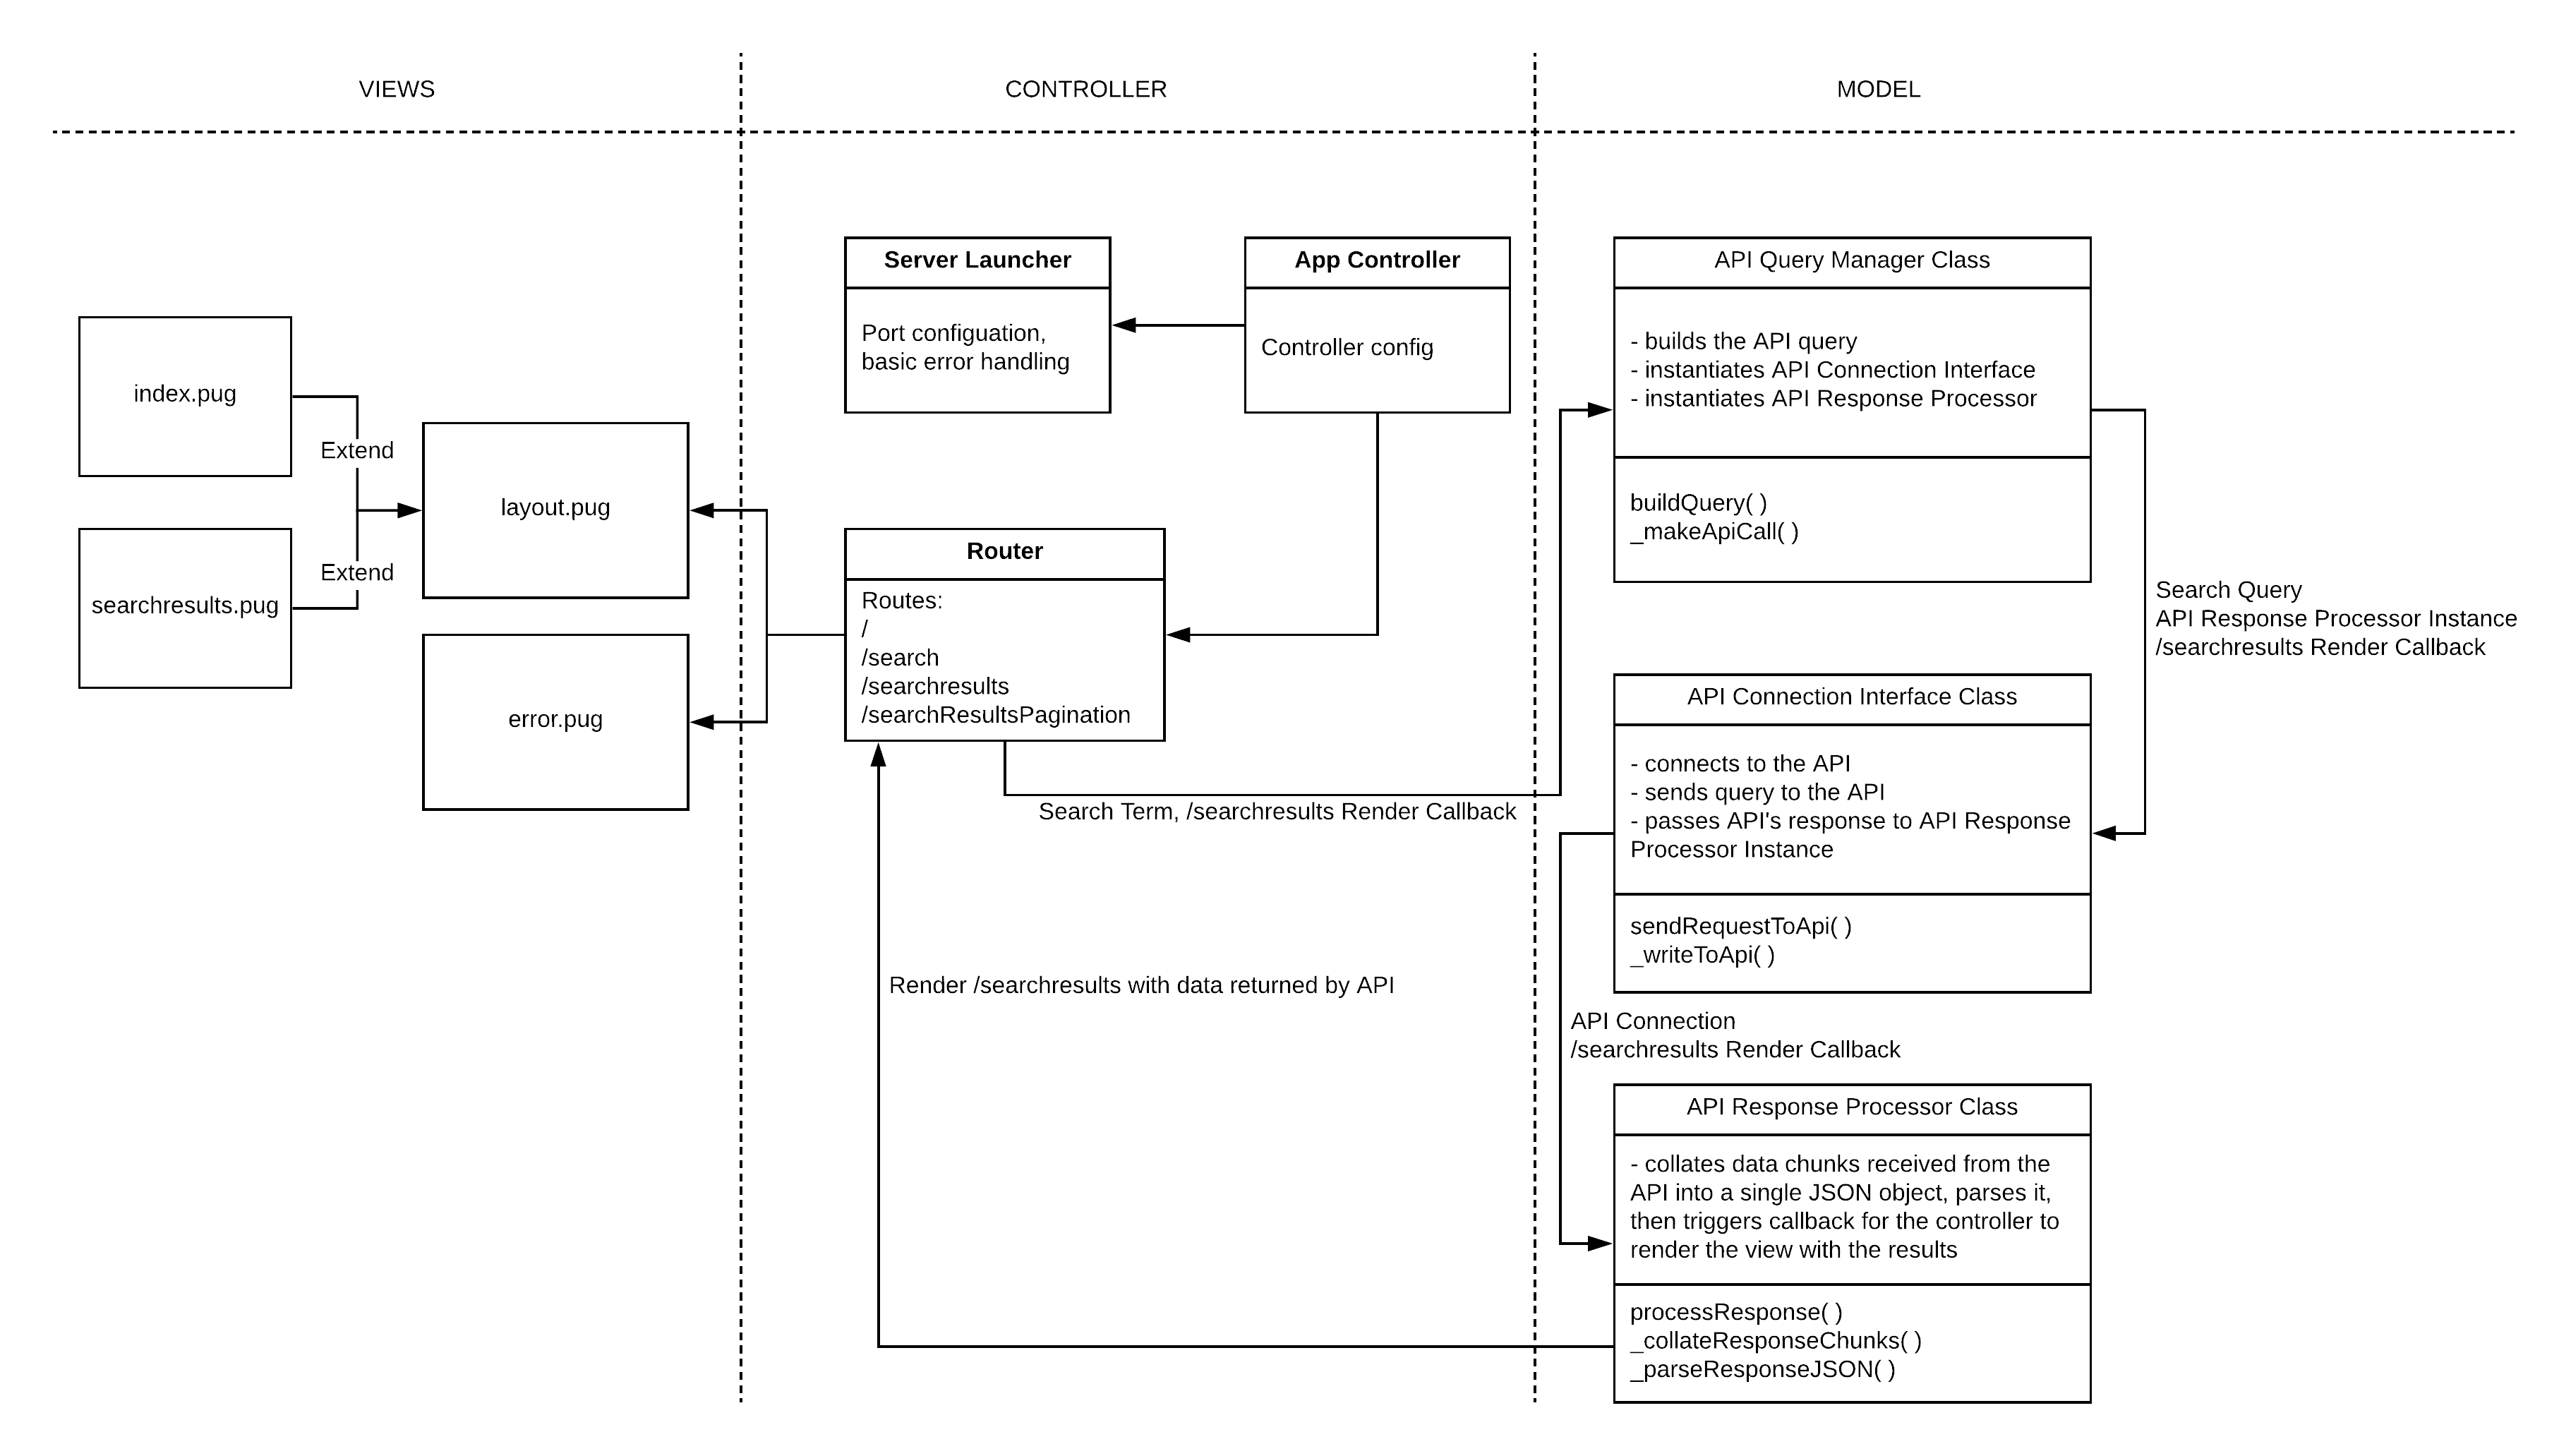 VIEWS
CONTROLLER
MODEL
index.pug
Extend
Extend
searchresults.pug
layout.pug
error.pug
Server Launcher
Port configuation,
basic error handling
App Controller
Controller config
Router
Routes:
/
/search
/searchresults
/searchResultsPagination
Search Term, /searchresults Render Callback
Render /searchresults with data returned by API
API Query Manager Class
- builds the API query
- instantiates API Connection Interface
- instantiates API Response Processor
buildQuery( )
_makeApiCall( )
Search Query
API Response Processor Instance
/searchresults Render Callback
API Connection Interface Class
- connects to the API
- sends query to the API
- passes API's response to API Response
Processor Instance
sendRequestToApi( )
_writeToApi( )
API Connection
/searchresults Render Callback
API Response Processor Class
- collates data chunks received from the
API into a single JSON object, parses it,
then triggers callback for the controller to
render the view with the results
processResponse( )
_collateResponseChunks( )
_parseResponseJSON( )